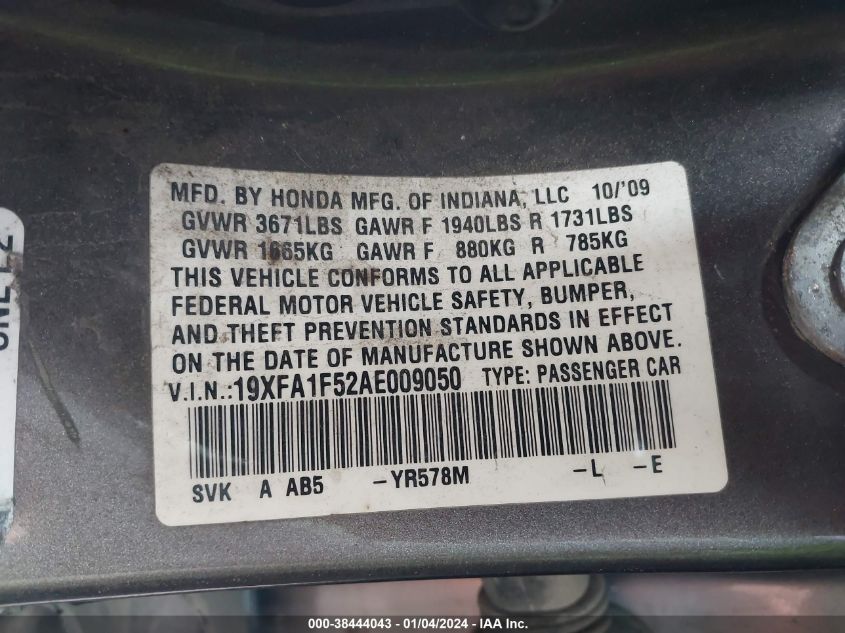 MFD. BY HONDA MFG. OF INDIANA, LLC 10/'09
GVWR 3671LBS GAWR F 1940LBS R 1731LBS
GVWR 1665KG GAWR F 880KG R 785KG
THIS VEHICLE CONFORMS TO ALL APPLICABLE
FEDERAL MOTOR VEHICLE SAFETY, BUMPER,
AND THEFT PREVENTION STANDARDS IN EFFECT
ON THE DATE OF MANUFACTURE SHOWN ABOVE.
V.I.N.:19XFA1F52AE009050 TYPE: PASSENGER CAR
SVK A AB5 -YR578M -L -E
000-38444043 - 01/04/2024 - IAA Inc.